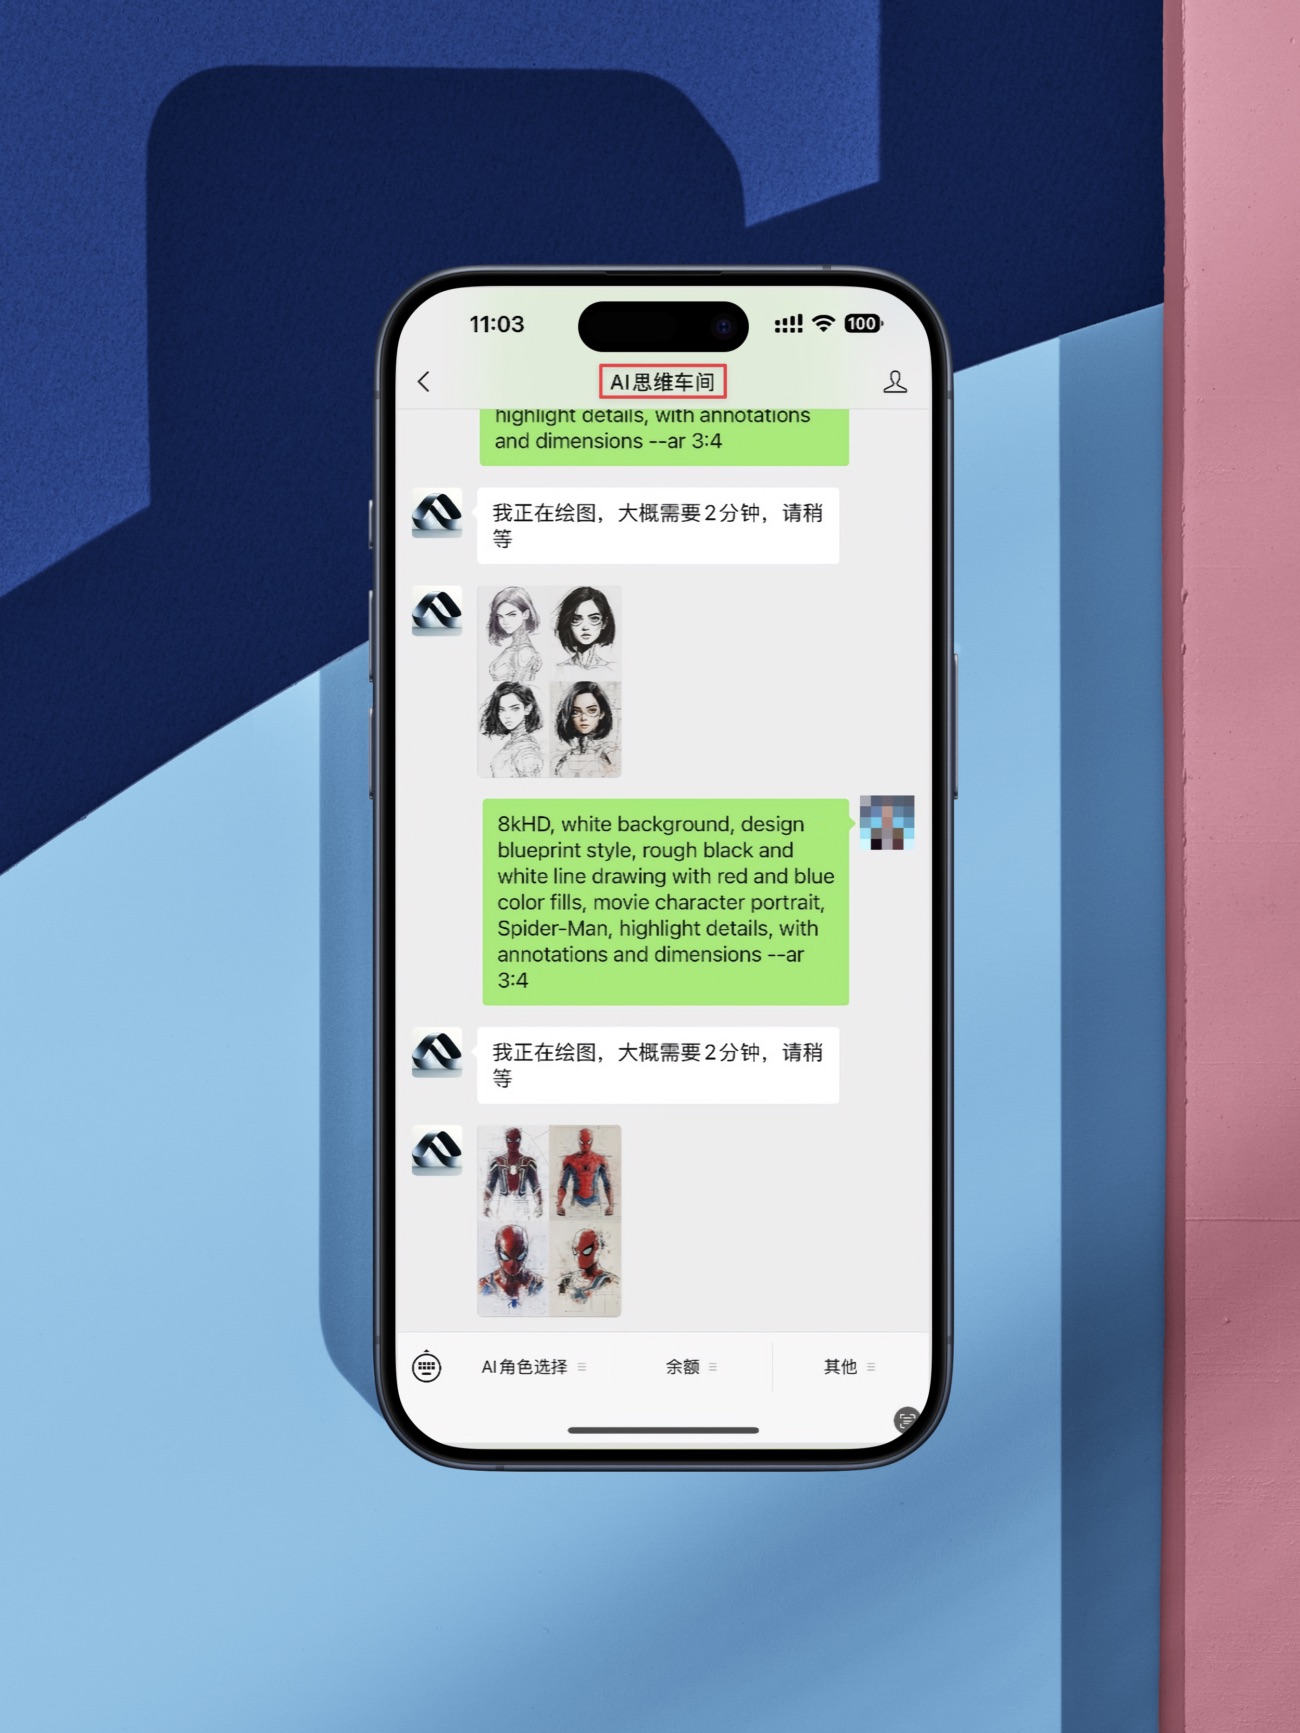 11:03
100
AI思维车间
highlight details, with annotations
and dimensions --ar 3:4
我正在绘图，大概需要2分钟，请稍
等
8kHD, white background, design
blueprint style, rough black and
white line drawing with red and blue
color fills, movie character portrait,
Spider-Man, highlight details, with
annotations and dimensions --ar
3:4
我正在绘图，大概需要2分钟，请稍
等
AI角色选择
余额
其他